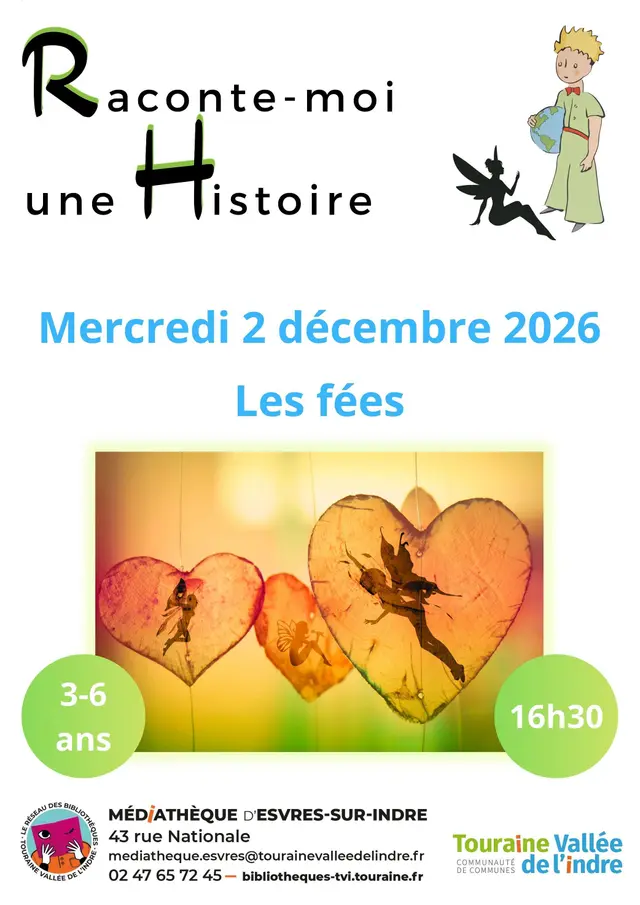 Raconte-moi
une Histoire
Mercredi 2 décembre 2026
Les fées
3-6
ans
16h30
LE RÉSEAU DES BIBLIOTHÈQUES
TOURAINE VALLÉE DE L'INDRE
MÉDiATHÈQUE D'ESVRES-SUR-INDRE
43 rue Nationale
mediatheque.esvres@tourainevalleedelindre.fr
02 47 65 72 45 — bibliotheques-tvi.touraine.fr
Touraine Vallée
COMMUNAUTÉ
DE COMMUNES
de l'indre